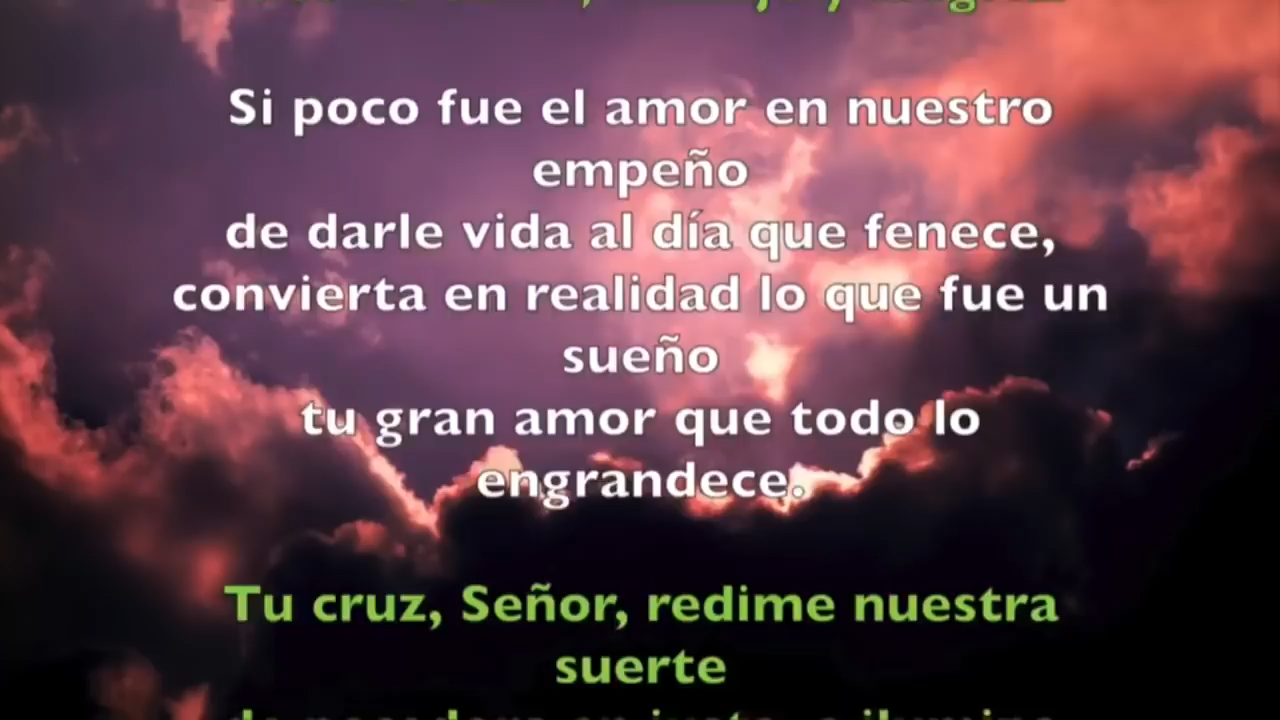 Si poco fue el amor en nuestro
empeño
de darle vida al día que fenece,
convierta en realidad lo que fue un
sueño
tu gran amor que todo lo
engrandece.
Tu cruz, Señor, redime nuestra
suerte